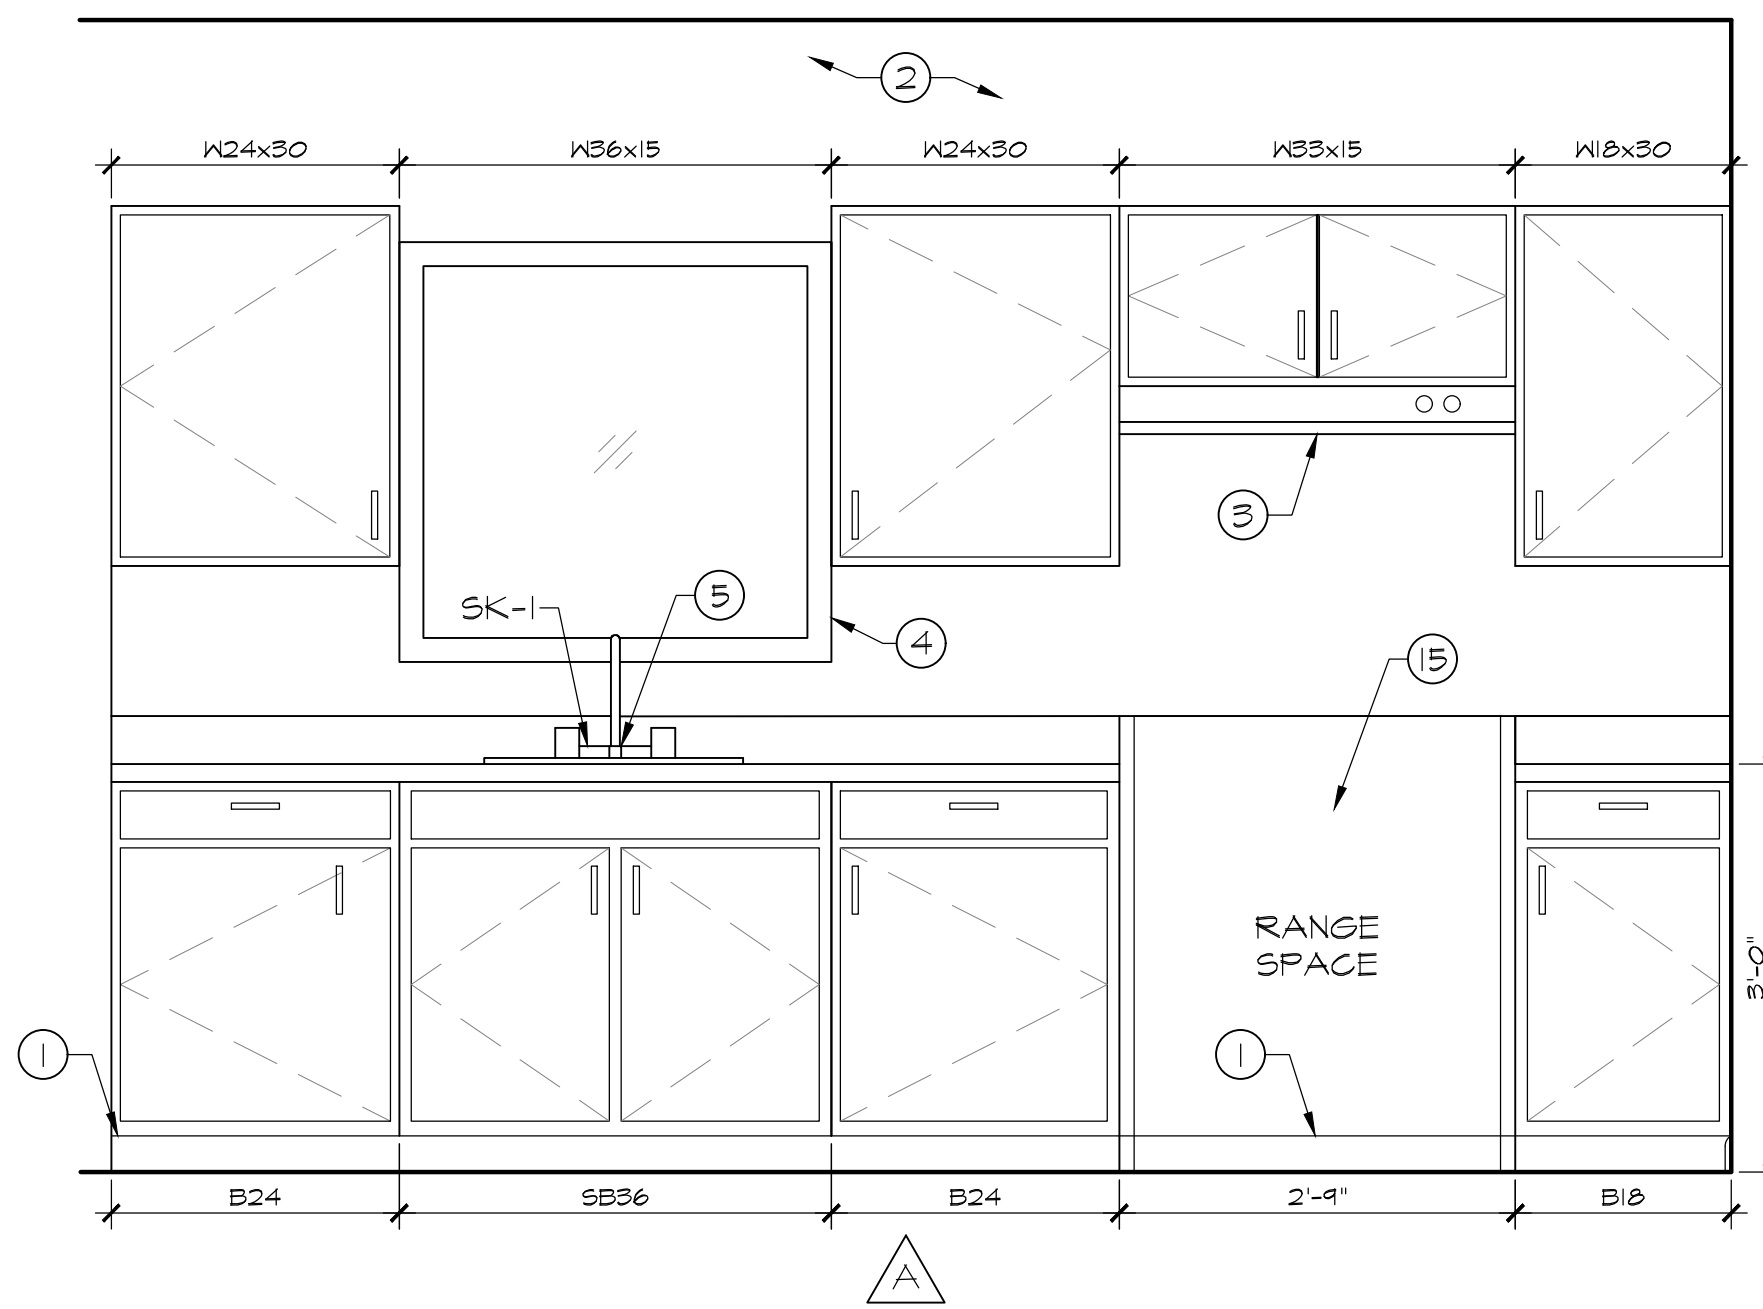 2
W24x30
W36x15
W24x30
W33x15
W18x30
3
SK-1
5
4
15
RANGE
SPACE
3'-0"
1
1
B24
SB36
B24
2'-9"
B18
A